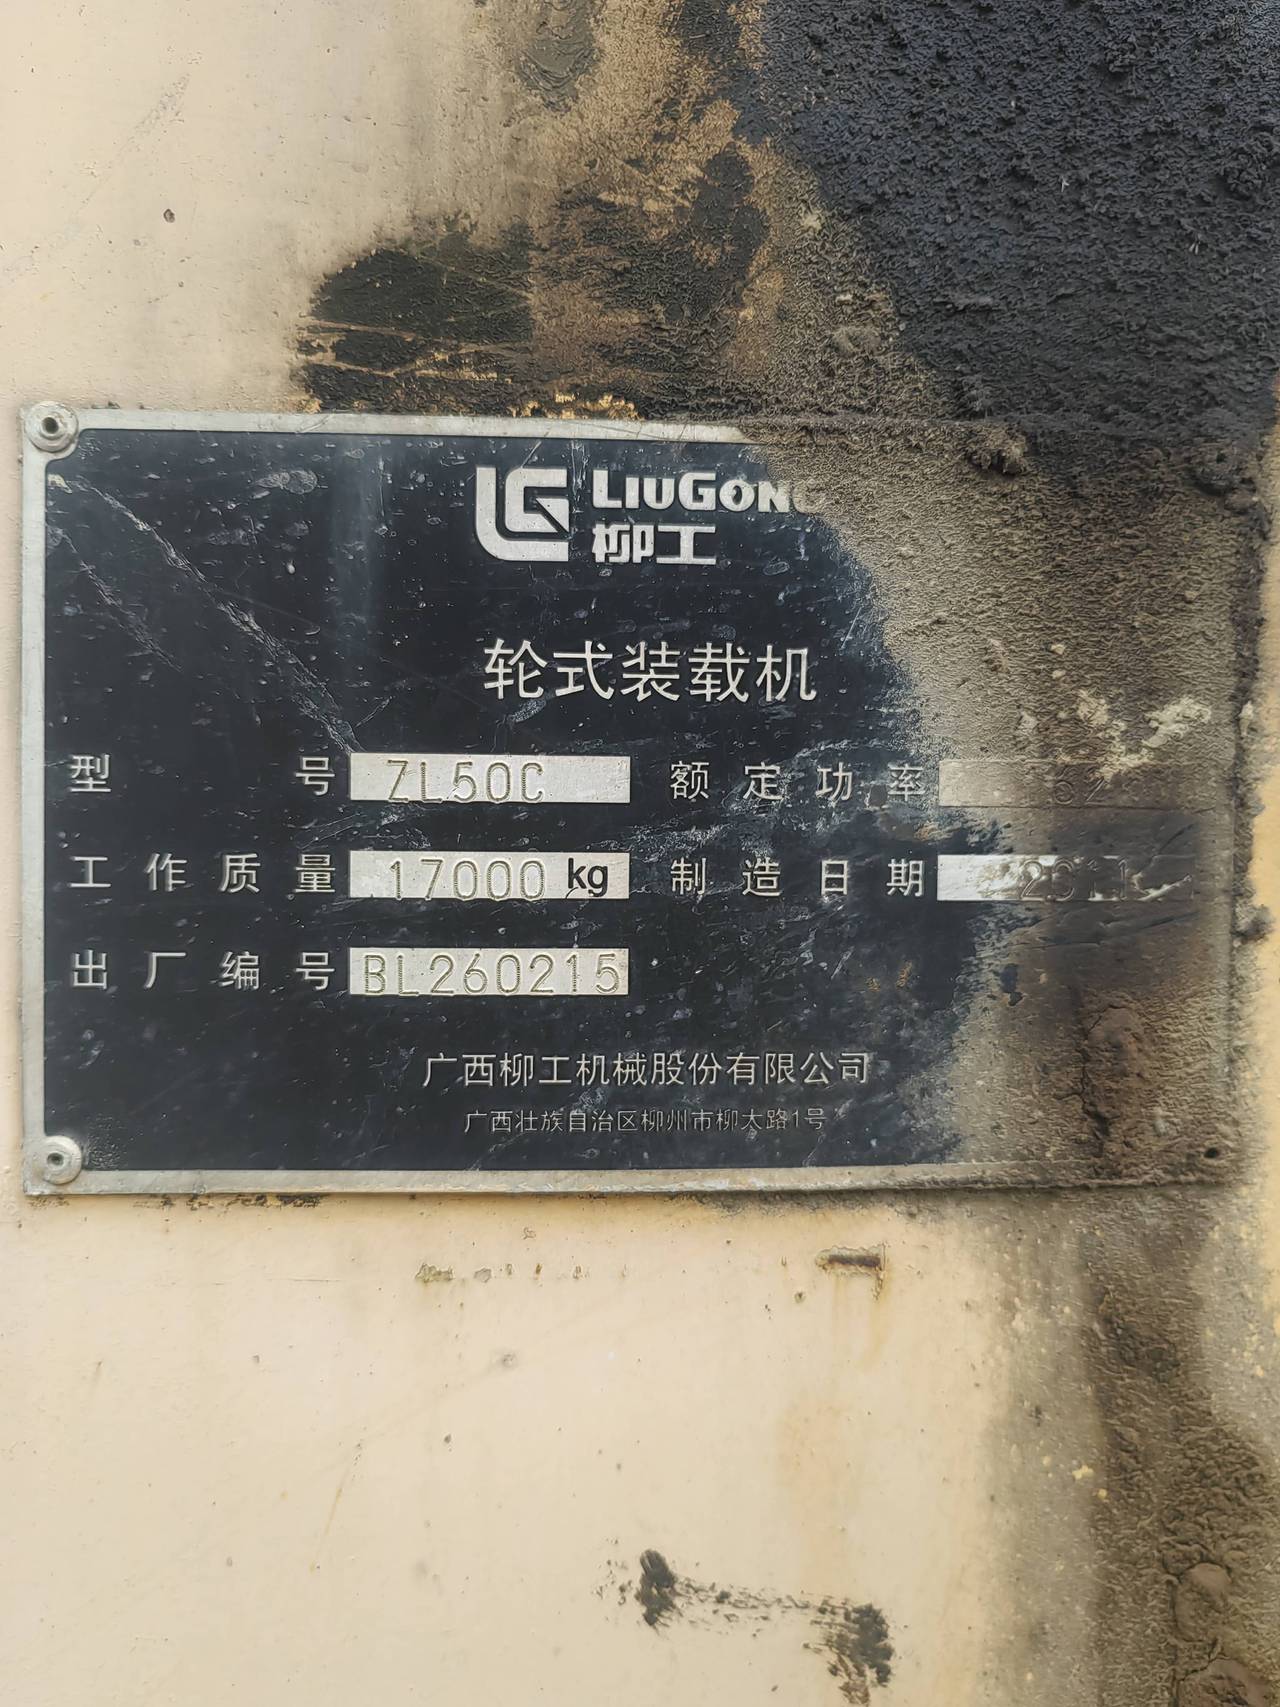 LIUGONG
柳工
轮式装载机
型号 ZL50C 额定功率
工作质量 17000 kg 制造日期 2011
出厂编号 BL260215
广西柳工机械股份有限公司
广西壮族自治区柳州市柳太路1号